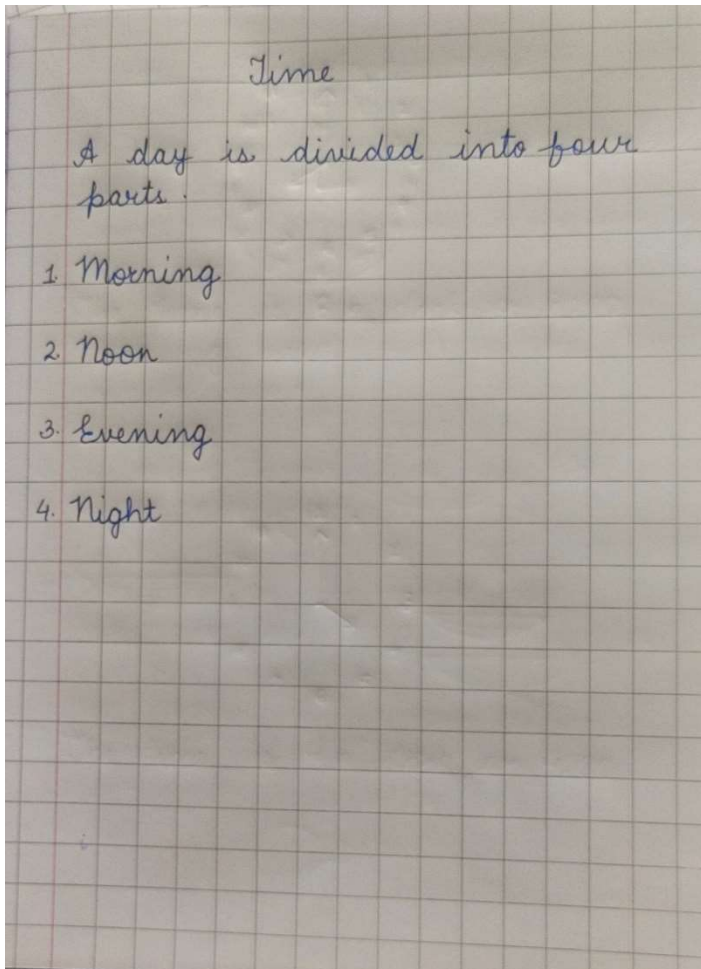 Time
A day is divided into four
parts.
1. Morning
2. Noon
3. Evening
4. Night